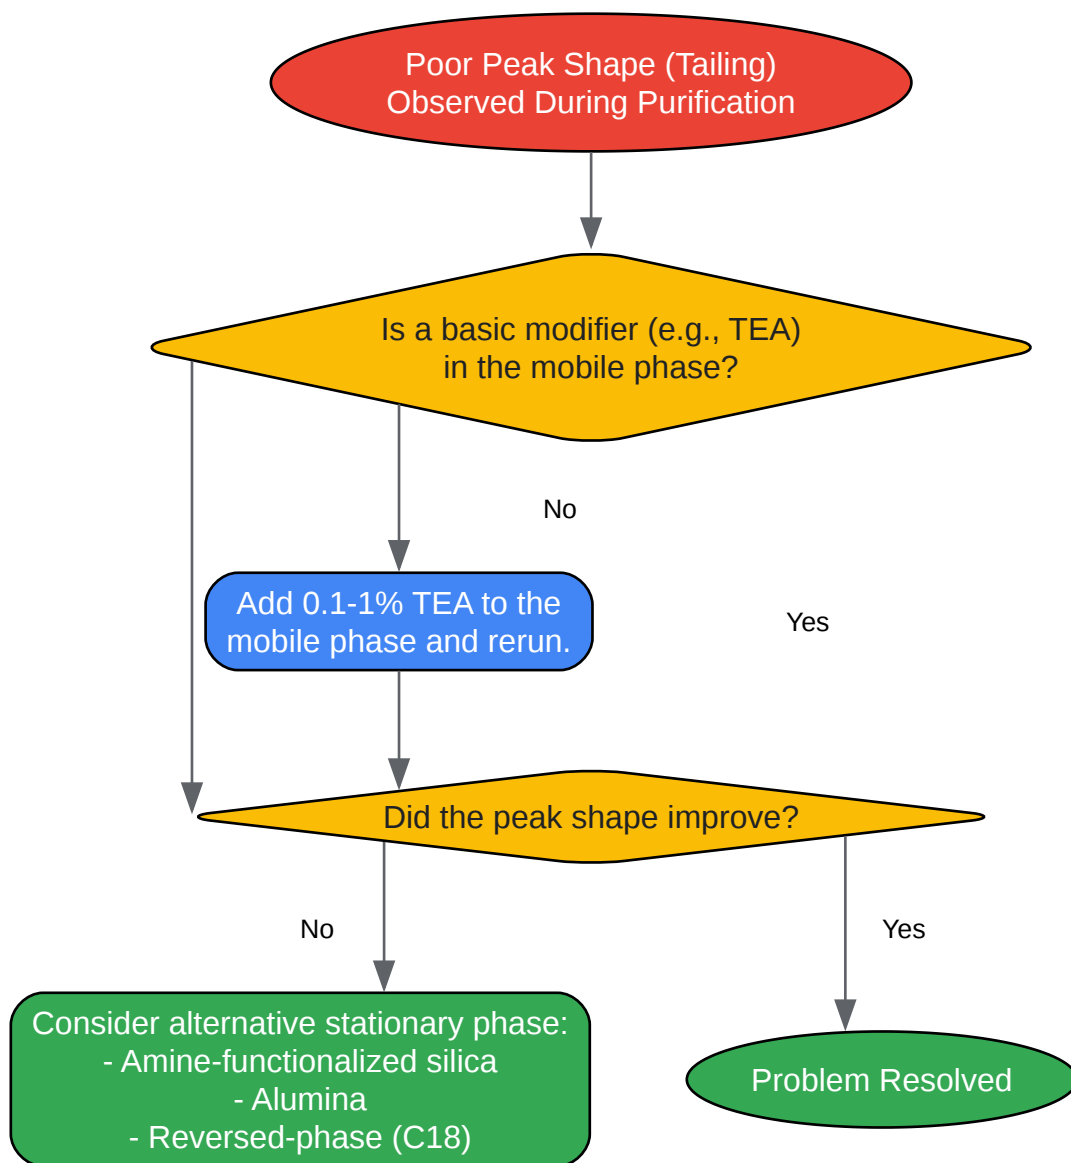 Poor Peak Shape (Tailing)
Observed During Purification
Is a basic modifier (e.g., TEA)
in the mobile phase?
No
Add 0.1-1% TEA to the
mobile phase and rerun.
Yes
Did the peak shape improve?
No
Yes
Consider alternative stationary phase:
- Amine-functionalized silica
- Alumina
- Reversed-phase (C18)
Problem Resolved